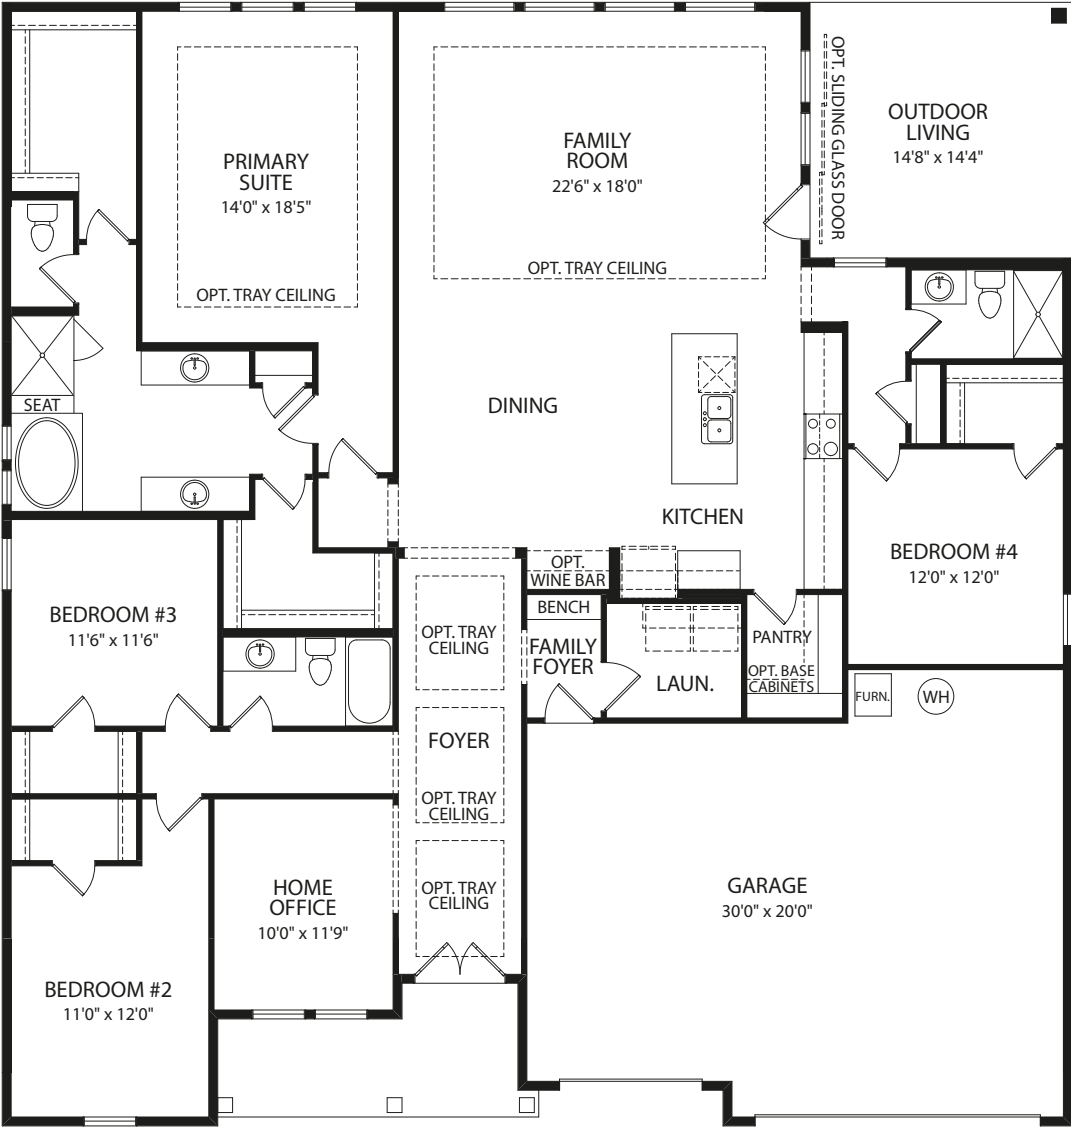 PRIMARY
SUITE
14'0" x 18'5"
OPT. TRAY CEILING
FAMILY
ROOM
22'6" x 18'0"
OPT. TRAY CEILING
OPT. SLIDING GLASS DOOR
OUTDOOR
LIVING
14'8" x 14'4"
SEAT
DINING
KITCHEN
OPT.
WINE BAR
BEDROOM #4
12'0" x 12'0"
BEDROOM #3
11'6" x 11'6"
OPT. TRAY
CEILING
BENCH
FAMILY
FOYER
LAUN.
PANTRY
OPT. BASE
CABINETS
FURN.
WH
FOYER
OPT. TRAY
CEILING
OPT. TRAY
CEILING
HOME
OFFICE
10'0" x 11'9"
GARAGE
30'0" x 20'0"
BEDROOM #2
11'0" x 12'0"